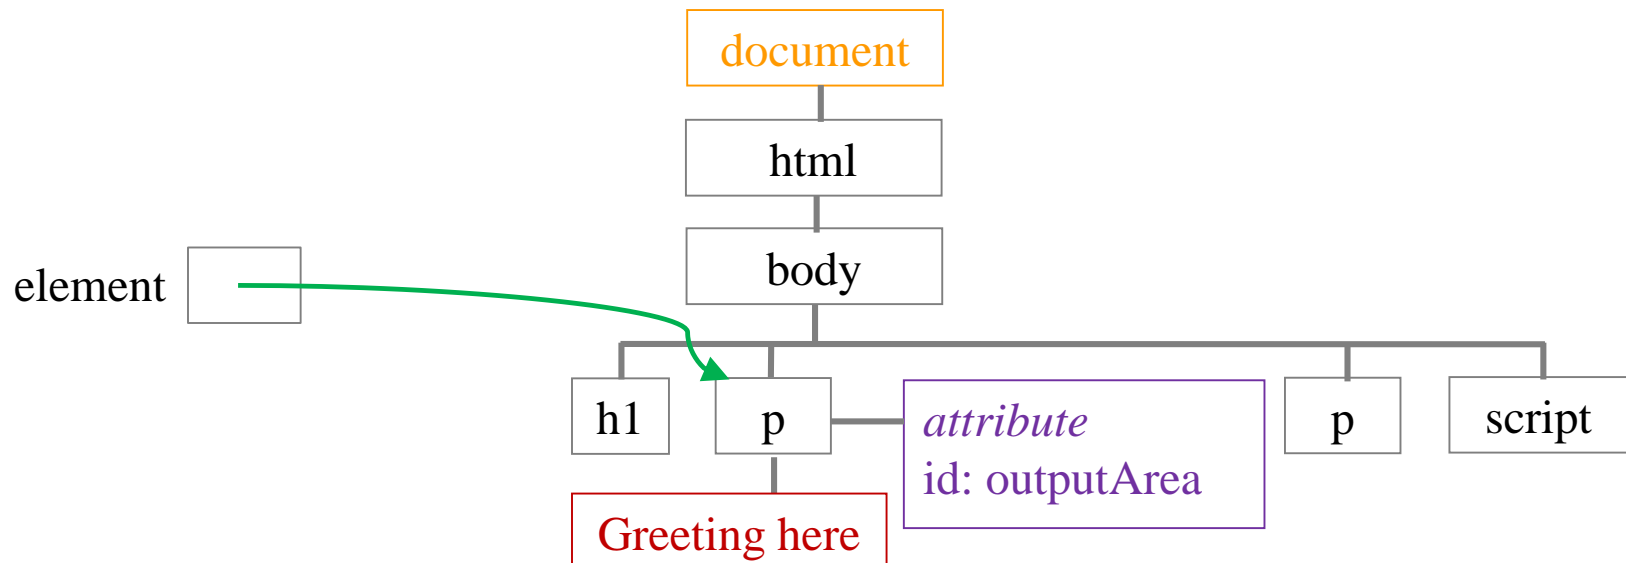 document
html
body
element
h1
p
attribute
id: outputArea
p
script
Greeting here